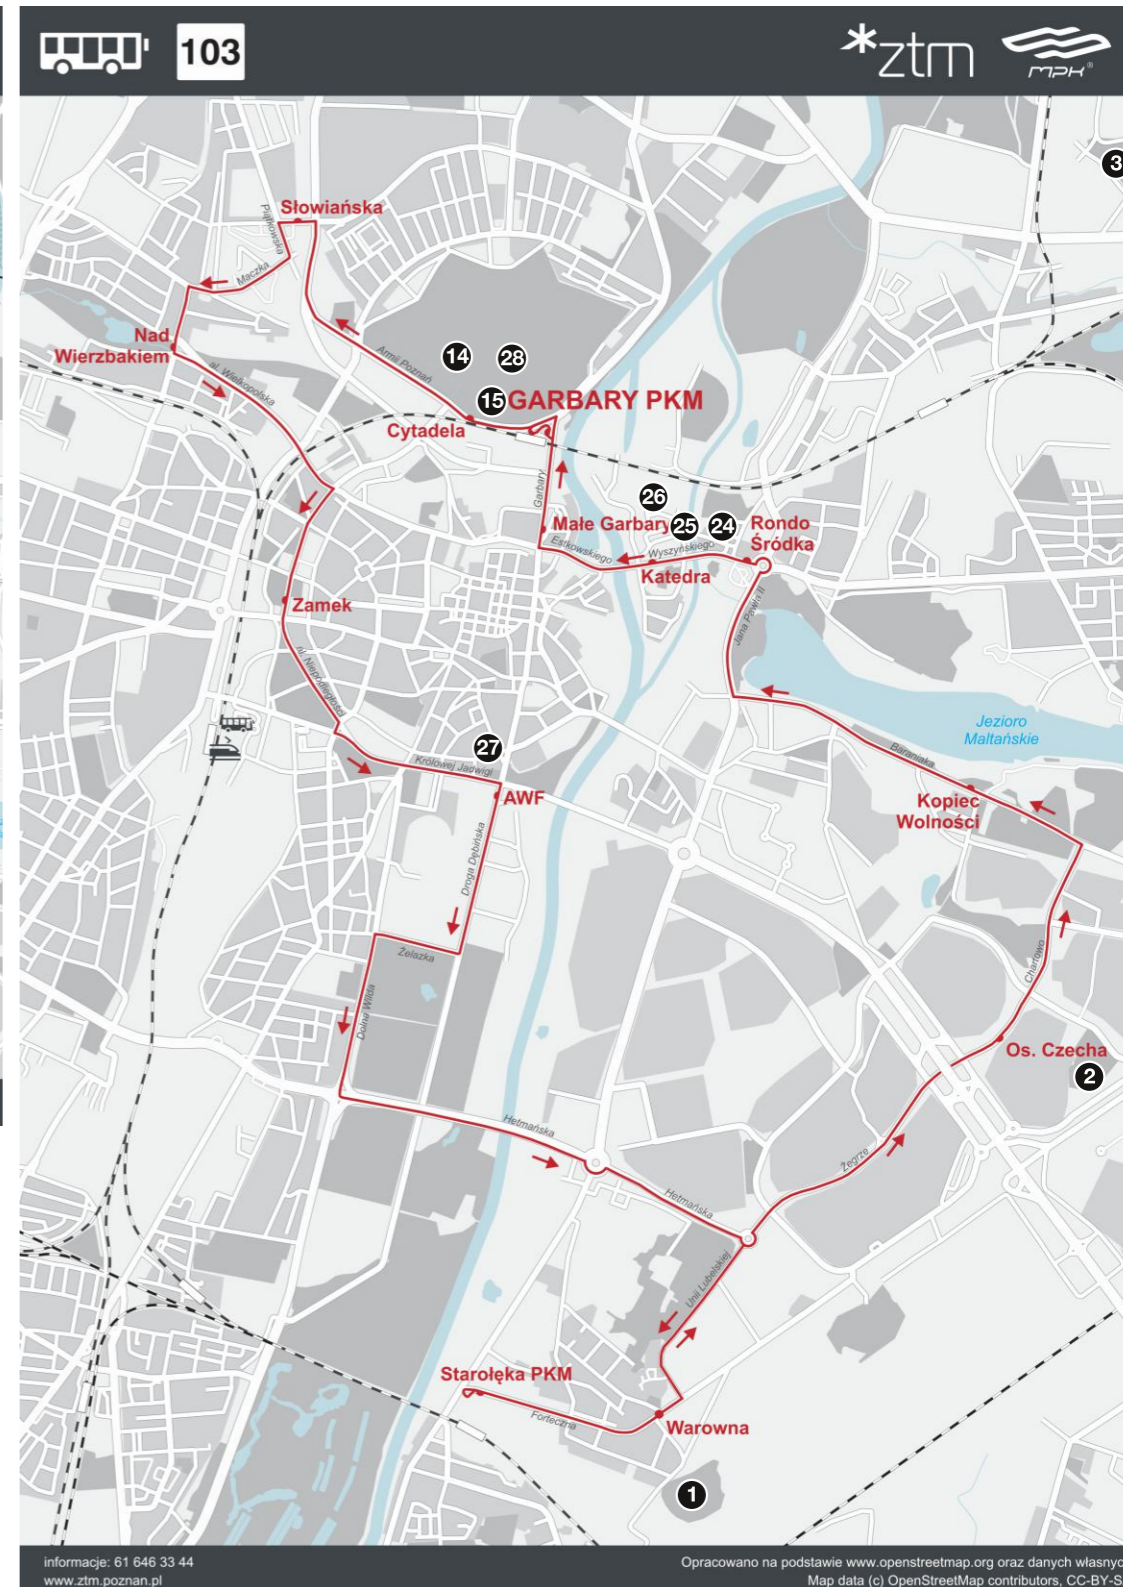 103
*ztm
MPK®
3
Słowiańska
Piątkowska
Maczka
Nad
Wierzbakiem
al. Wielkopolska
Armii Poznań
14
28
15
GARBARY PKM
Cytadela
Garbary
26
Małe Garbary
25
24
Rondo
Śródka
Estkowskiego
Wyszyńskiego
Katedra
Jana Pawła II
Zamek
al. Niepodległości
Jezioro
Maltańskie
27
Królowej Jadwigi
Baraniaka
AWF
Kopiec
Wolności
Droga Dębińska
Żelazka
Chartowo
Dolna Wilda
Os. Czecha
2
Hetmańska
Żegrze
Hetmańska
Unii Lubelskiej
Starołęka PKM
Forteczna
Warowna
1
informacje: 61 646 33 44
www.ztm.poznan.pl
Opracowano na podstawie www.openstreetmap.org oraz danych własnyc
Map data (c) OpenStreetMap contributors, CC-BY-S